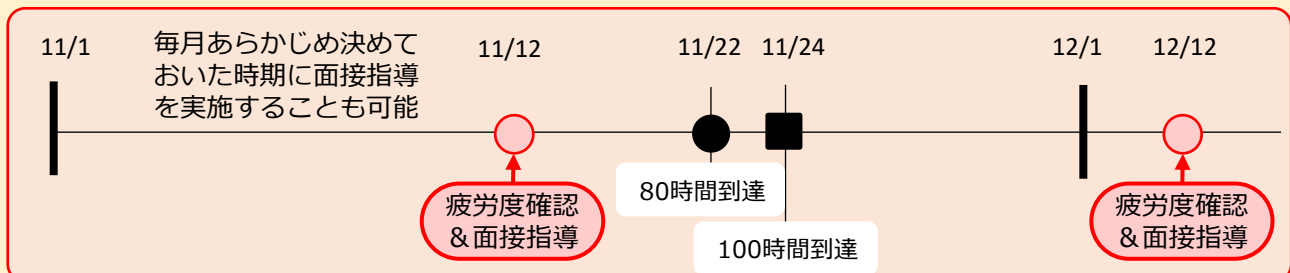 11/1
毎月あらかじめ決めて
おいた時期に面接指導
を実施することも可能
11/12
11/22
11/24
12/1
12/12
疲労度確認
＆面接指導
80時間到達
100時間到達
疲労度確認
＆面接指導